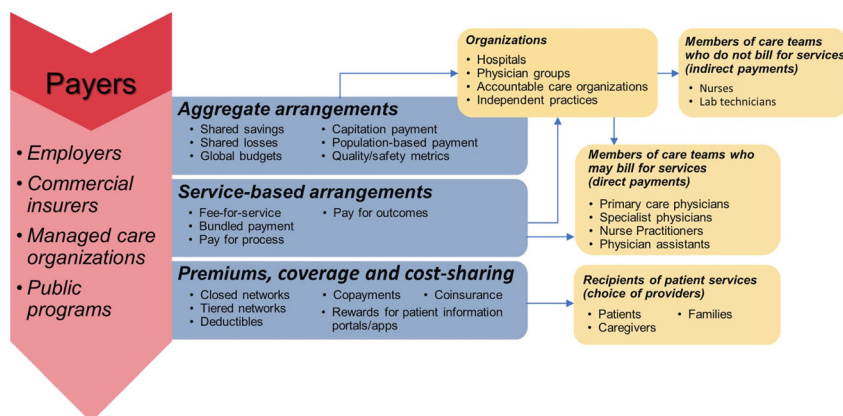 Payers
• Employers
• Commercial
insurers
• Managed care
organizations
• Public
programs
Aggregate arrangements
• Shared savings
• Shared losses
• Global budgets
• Capitation payment
• Population-based payment
• Quality/safety metrics
Service-based arrangements
• Fee-for-service
• Bundled payment
• Pay for process
• Pay for outcomes
Premiums, coverage and cost-sharing
• Closed networks
• Tiered networks
• Deductibles
• Copayments
• Coinsurance
• Rewards for patient information
portals/apps
Organizations
• Hospitals
• Physician groups
• Accountable care organizations
• Independent practices
Members of care teams
who do not bill for services
(indirect payments)
• Nurses
• Lab technicians
Members of care teams who
may bill for services
(direct payments)
• Primary care physicians
• Specialist physicians
• Nurse Practitioners
• Physician assistants
Recipients of patient services
(choice of providers)
• Patients
• Caregivers
• Families